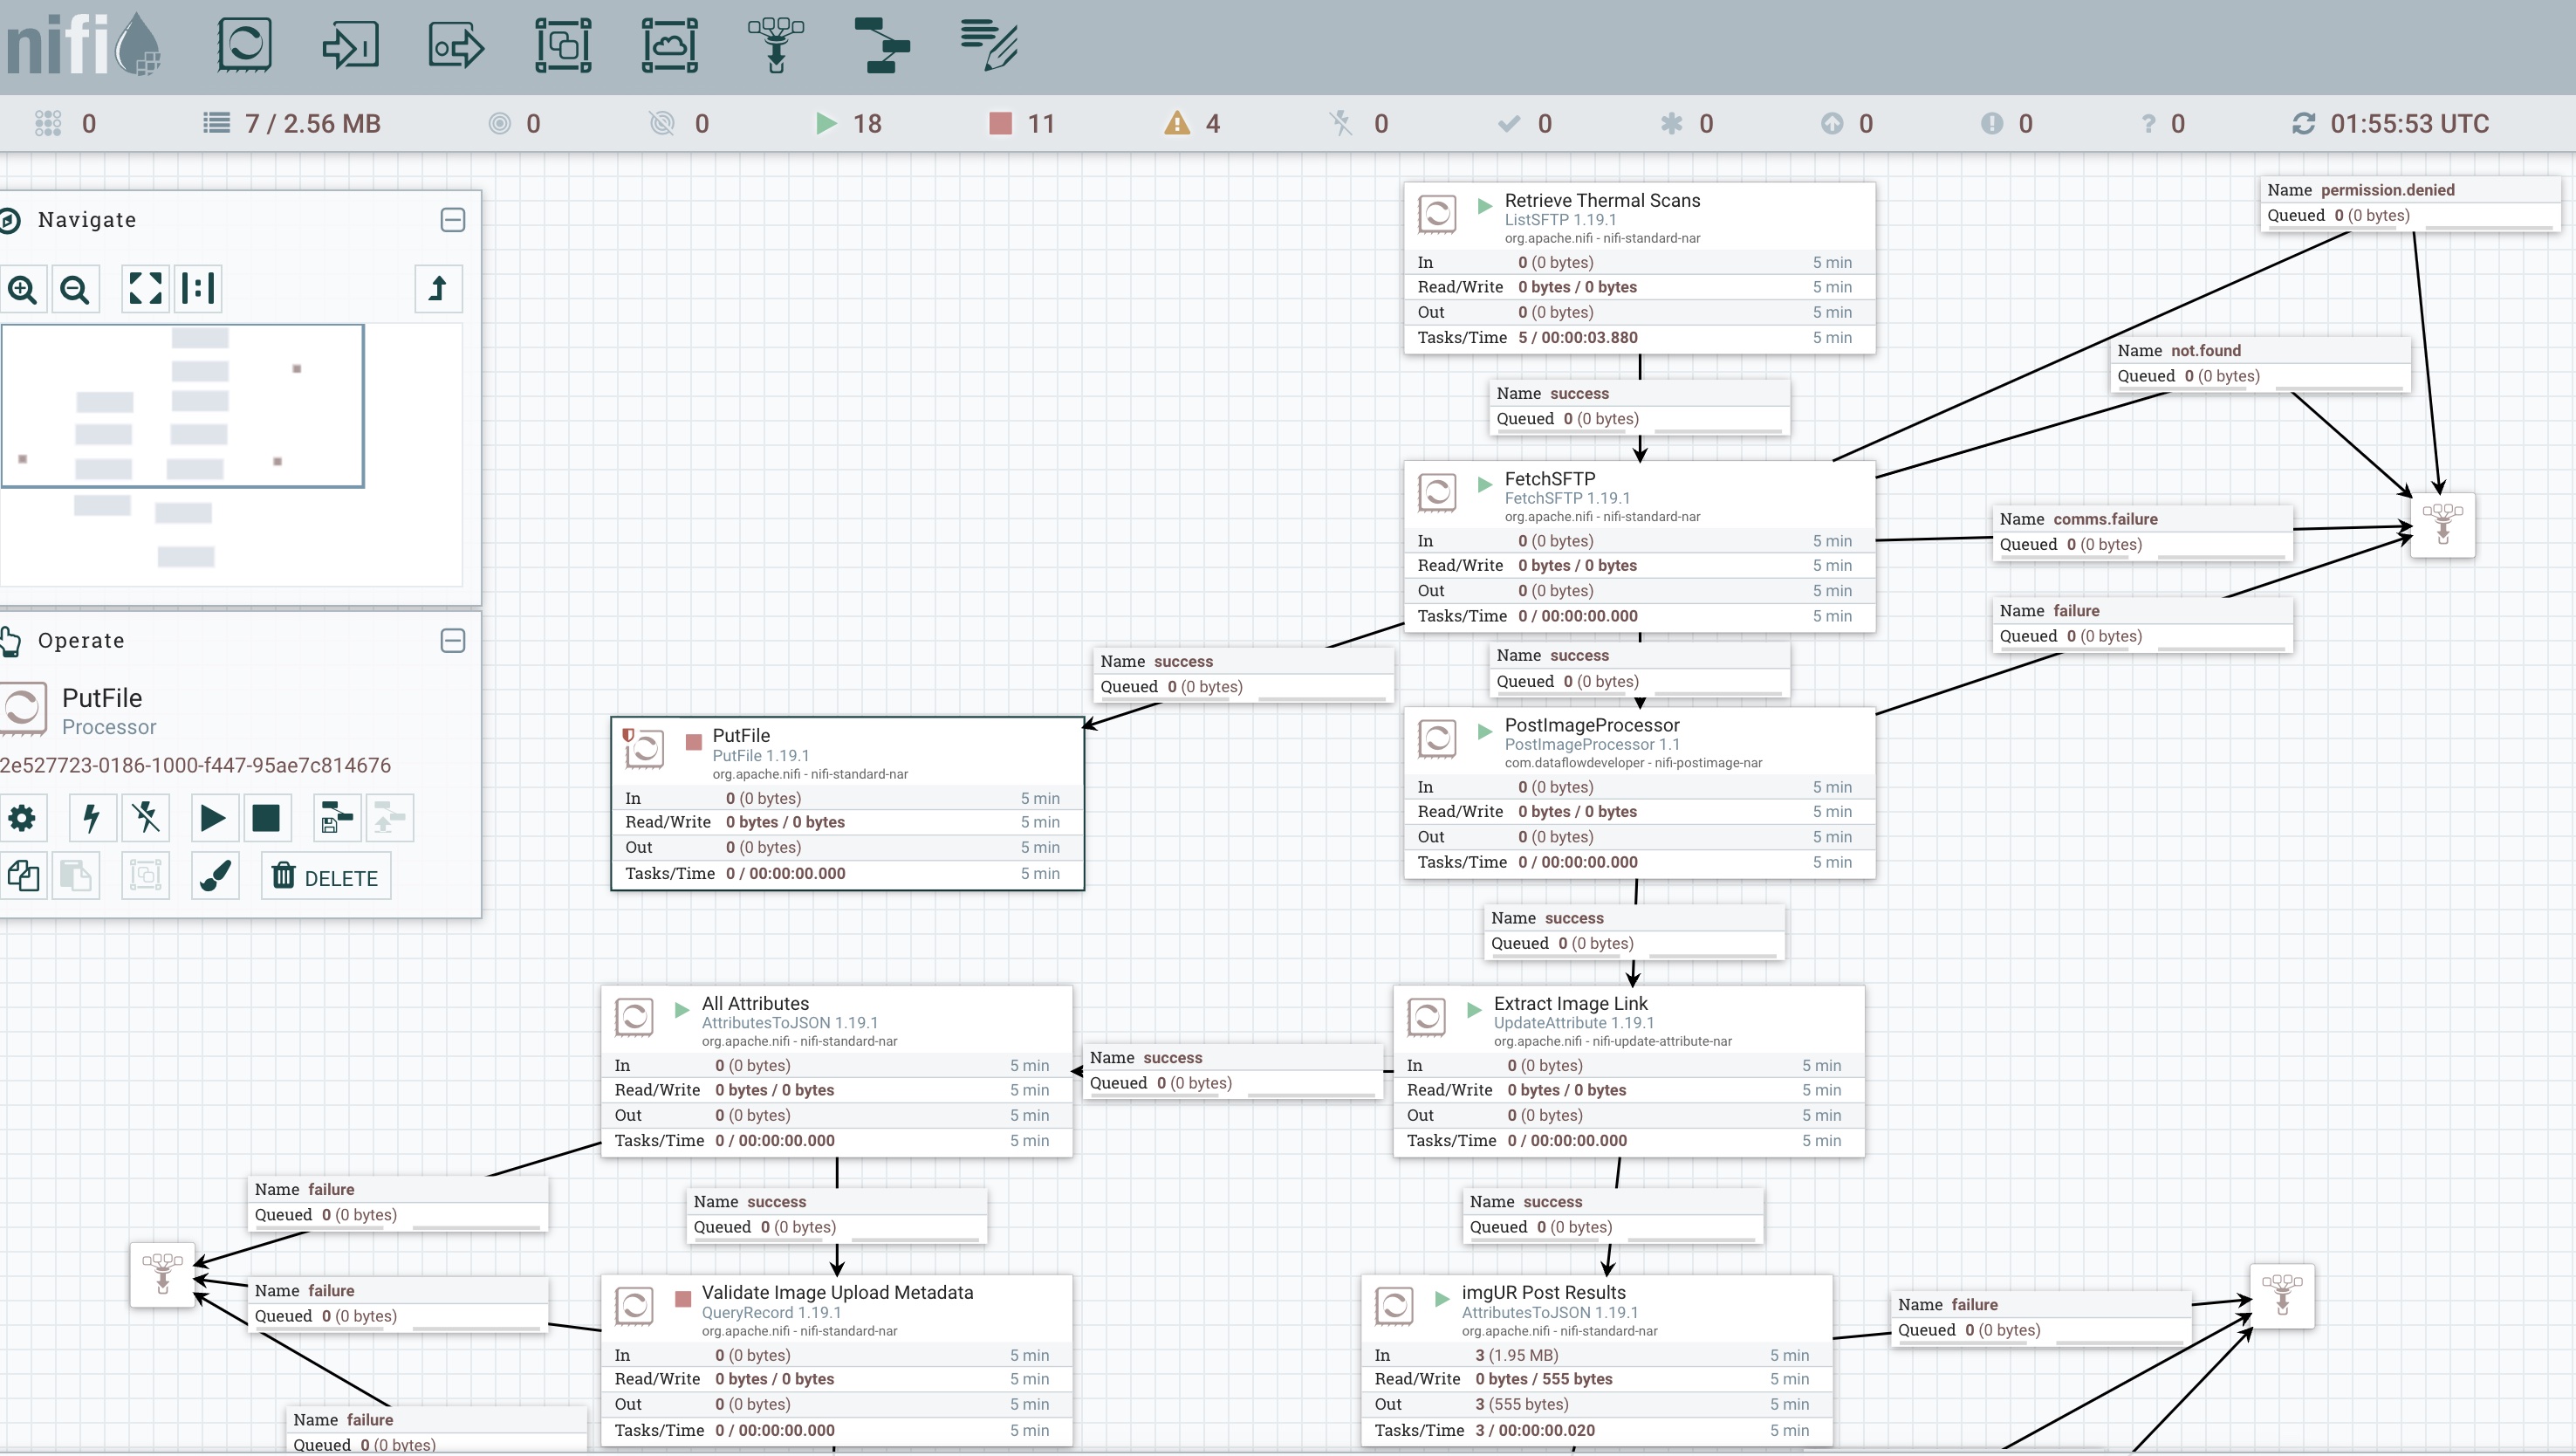 nifi
0 7 / 2.56 MB 0 0 18 11 4 0 0 0 0 0 ? 0 01:55:53 UTC
Navigate
Operate
PutFile
Processor
2e527723-0186-1000-f447-95ae7c814676
DELETE
Retrieve Thermal Scans
ListSFTP 1.19.1
org.apache.nifi - nifi-standard-nar
In 0 (0 bytes) 5 min
Read/Write 0 bytes / 0 bytes 5 min
Out 0 (0 bytes) 5 min
Tasks/Time 5 / 00:00:03.880 5 min
Name permission.denied
Queued 0 (0 bytes)
Name not.found
Queued 0 (0 bytes)
Name success
Queued 0 (0 bytes)
FetchSFTP
FetchSFTP 1.19.1
org.apache.nifi - nifi-standard-nar
In 0 (0 bytes) 5 min
Read/Write 0 bytes / 0 bytes 5 min
Out 0 (0 bytes) 5 min
Tasks/Time 0 / 00:00:00.000 5 min
Name comms.failure
Queued 0 (0 bytes)
Name failure
Queued 0 (0 bytes)
Name success
Queued 0 (0 bytes)
Name success
Queued 0 (0 bytes)
PutFile
PutFile 1.19.1
org.apache.nifi - nifi-standard-nar
In 0 (0 bytes) 5 min
Read/Write 0 bytes / 0 bytes 5 min
Out 0 (0 bytes) 5 min
Tasks/Time 0 / 00:00:00.000 5 min
PostImageProcessor
PostImageProcessor 1.1
com.dataflowdeveloper - nifi-postimage-nar
In 0 (0 bytes) 5 min
Read/Write 0 bytes / 0 bytes 5 min
Out 0 (0 bytes) 5 min
Tasks/Time 0 / 00:00:00.000 5 min
Name success
Queued 0 (0 bytes)
All Attributes
AttributesToJSON 1.19.1
org.apache.nifi - nifi-standard-nar
In 0 (0 bytes) 5 min
Read/Write 0 bytes / 0 bytes 5 min
Out 0 (0 bytes) 5 min
Tasks/Time 0 / 00:00:00.000 5 min
Name success
Queued 0 (0 bytes)
Extract Image Link
UpdateAttribute 1.19.1
org.apache.nifi - nifi-update-attribute-nar
In 0 (0 bytes) 5 min
Read/Write 0 bytes / 0 bytes 5 min
Out 0 (0 bytes) 5 min
Tasks/Time 0 / 00:00:00.000 5 min
Name failure
Queued 0 (0 bytes)
Name success
Queued 0 (0 bytes)
Name success
Queued 0 (0 bytes)
Name failure
Queued 0 (0 bytes)
Validate Image Upload Metadata
QueryRecord 1.19.1
org.apache.nifi - nifi-standard-nar
In 0 (0 bytes) 5 min
Read/Write 0 bytes / 0 bytes 5 min
Out 0 (0 bytes) 5 min
Tasks/Time 0 / 00:00:00.000 5 min
imgUR Post Results
AttributesToJSON 1.19.1
org.apache.nifi - nifi-standard-nar
In 3 (1.95 MB) 5 min
Read/Write 0 bytes / 555 bytes 5 min
Out 3 (555 bytes) 5 min
Tasks/Time 3 / 00:00:00.020 5 min
Name failure
Queued 0 (0 bytes)
Name failure
Queued 0 (0 bytes)